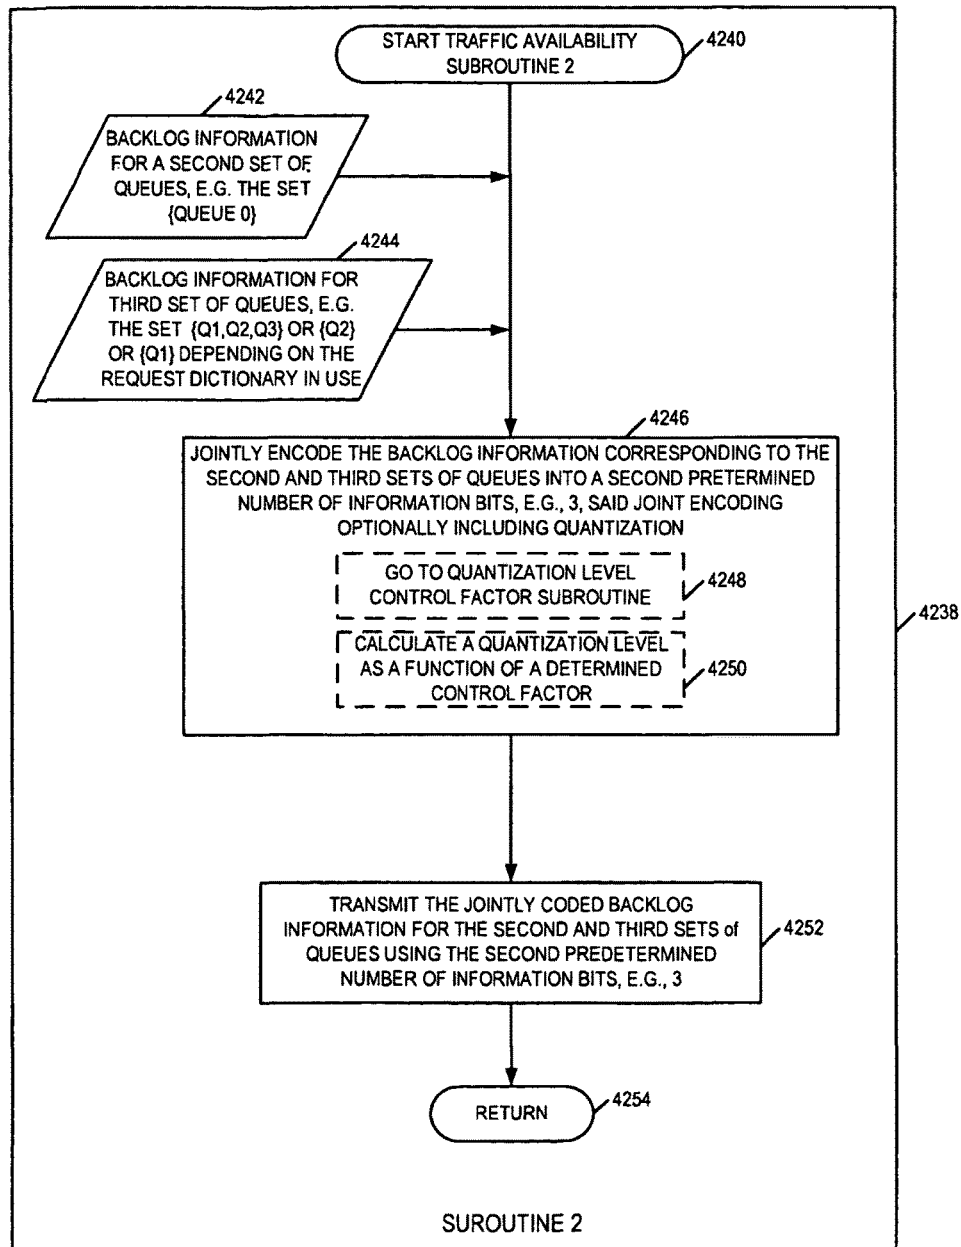 START TRAFFIC AVAILABILITY
SUBROUTINE 2
4240
4242
BACKLOG INFORMATION
FOR A SECOND SET OF
QUEUES, E.G. THE SET
{QUEUE 0}
4244
BACKLOG INFORMATION FOR
THIRD SET OF QUEUES, E.G.
THE SET {Q1,Q2,Q3} OR {Q2}
OR {Q1} DEPENDING ON THE
REQUEST DICTIONARY IN USE
4246
JOINTLY ENCODE THE BACKLOG INFORMATION CORRESPONDING TO THE
SECOND AND THIRD SETS OF QUEUES INTO A SECOND PRETERMINED
NUMBER OF INFORMATION BITS, E.G., 3, SAID JOINT ENCODING
OPTIONALLY INCLUDING QUANTIZATION
GO TO QUANTIZATION LEVEL
CONTROL FACTOR SUBROUTINE
4248
CALCULATE A QUANTIZATION LEVEL
AS A FUNCTION OF A DETERMINED
CONTROL FACTOR
4250
4238
TRANSMIT THE JOINTLY CODED BACKLOG
INFORMATION FOR THE SECOND AND THIRD SETS of
QUEUES USING THE SECOND PREDETERMINED
NUMBER OF INFORMATION BITS, E.G., 3
4252
RETURN
4254
SUROUTINE 2